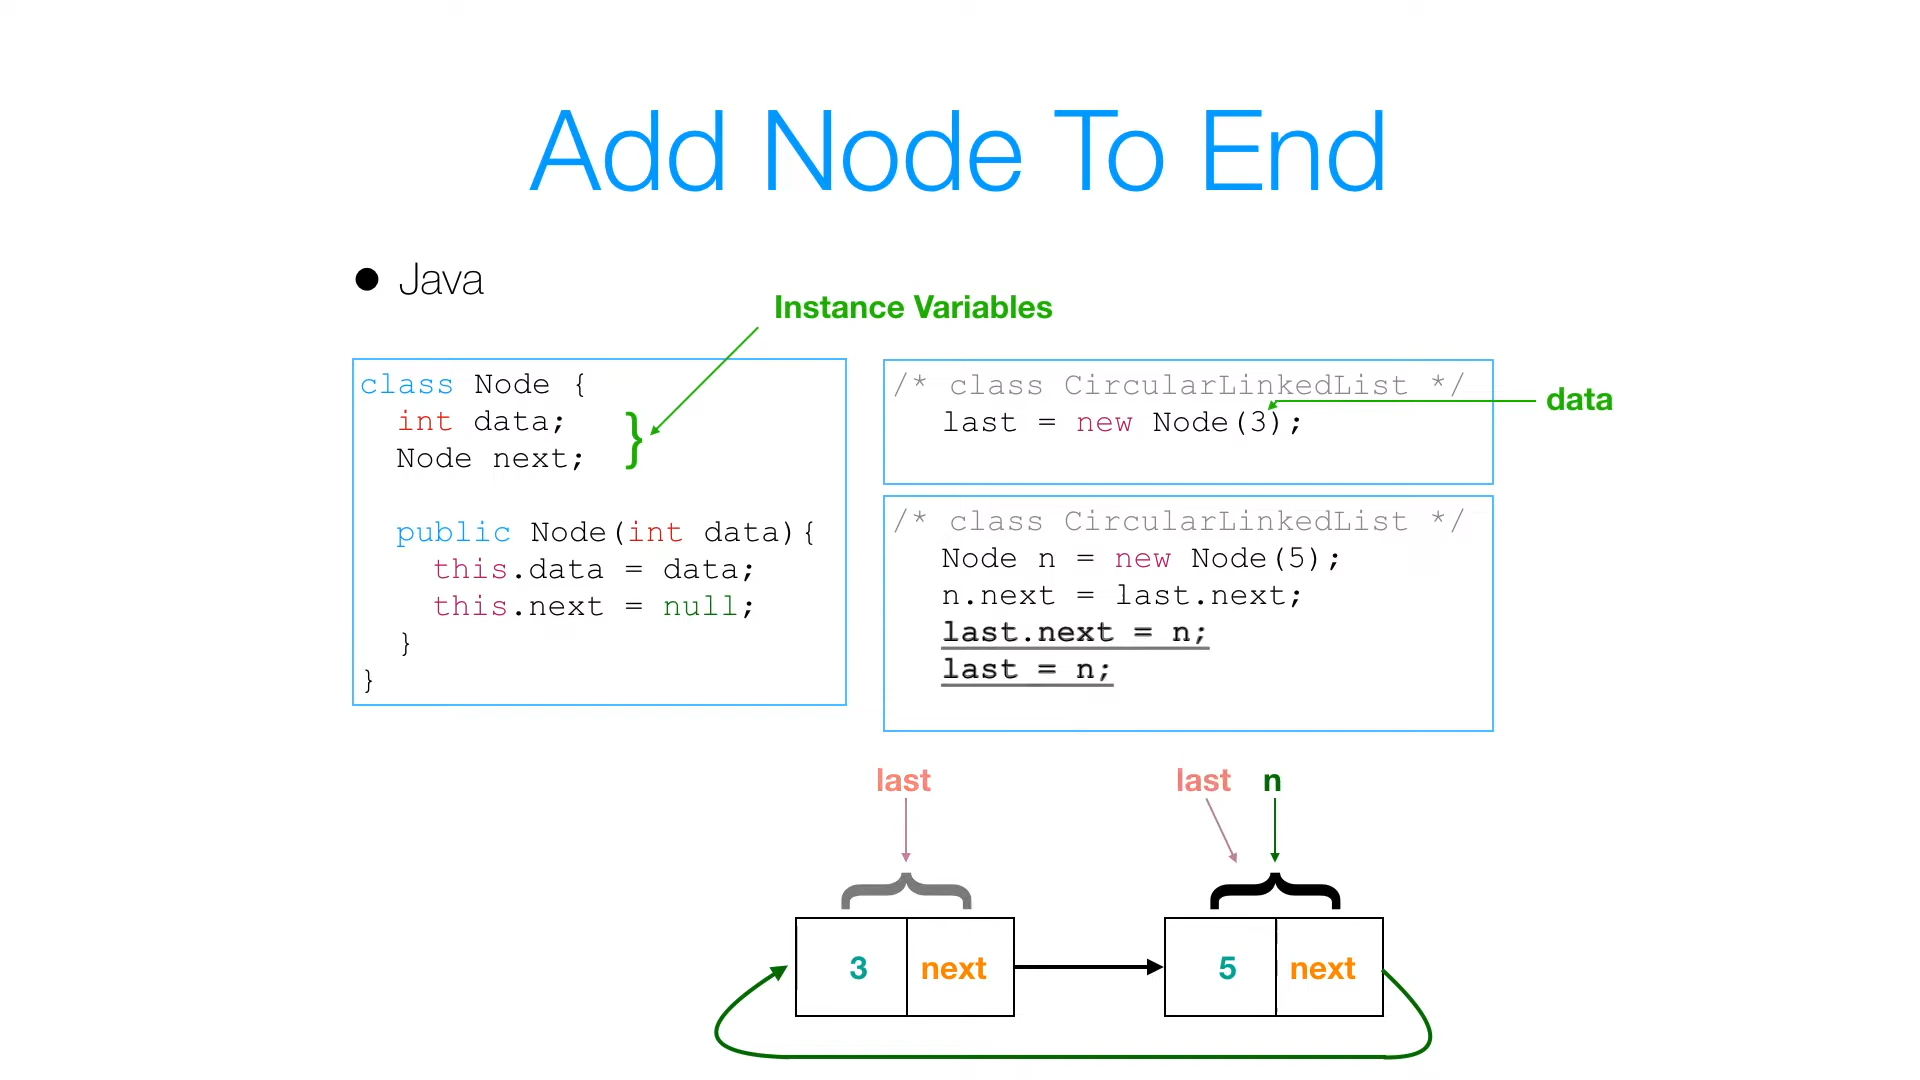 Add Node To End
● Java
Instance Variables
class Node {
int data;
Node next;
}
public Node(int data){
this.data = data;
this.next = null;
}
}
/* class CircularLinkedList */
last = new Node(3);
data
/* class CircularLinkedList */
Node n = new Node(5);
n.next = last.next;
last.next = n;
last = n;
last
last n
3 next
5 next